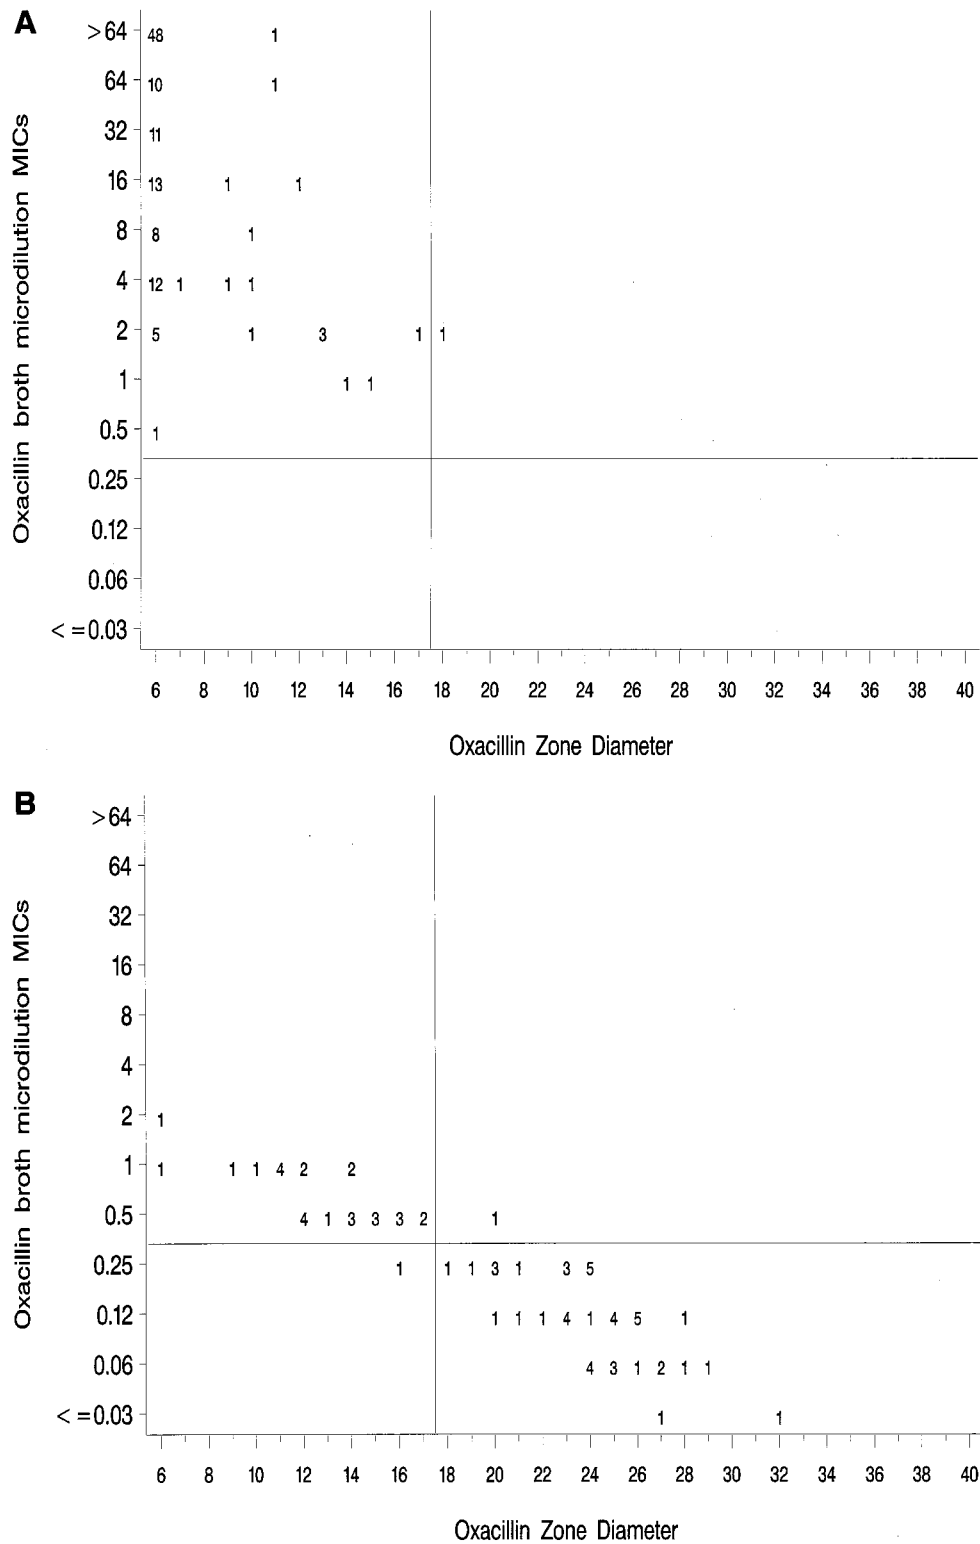 A
Oxacillin broth microdilution MICs
>64 48 1
64 10 1
32 11
16 13 1 1
8 8 1
4 12 1 1 1
2 5 1 3 1 1
1 1 1
0.5 1
0.25
0.12
0.06
<=0.03
6 8 10 12 14 16 18 20 22 24 26 28 30 32 34 36 38 40
Oxacillin Zone Diameter
B
Oxacillin broth microdilution MICs
>64
64
32
16
8
4
2 1
1 1 1 1 4 2 2
0.5 4 1 3 3 3 2 1
0.25 1 1 1 3 1 3 5
0.12 1 1 1 4 1 4 5 1
0.06 4 3 1 2 1 1
<=0.03 1 1
6 8 10 12 14 16 18 20 22 24 26 28 30 32 34 36 38 40
Oxacillin Zone Diameter